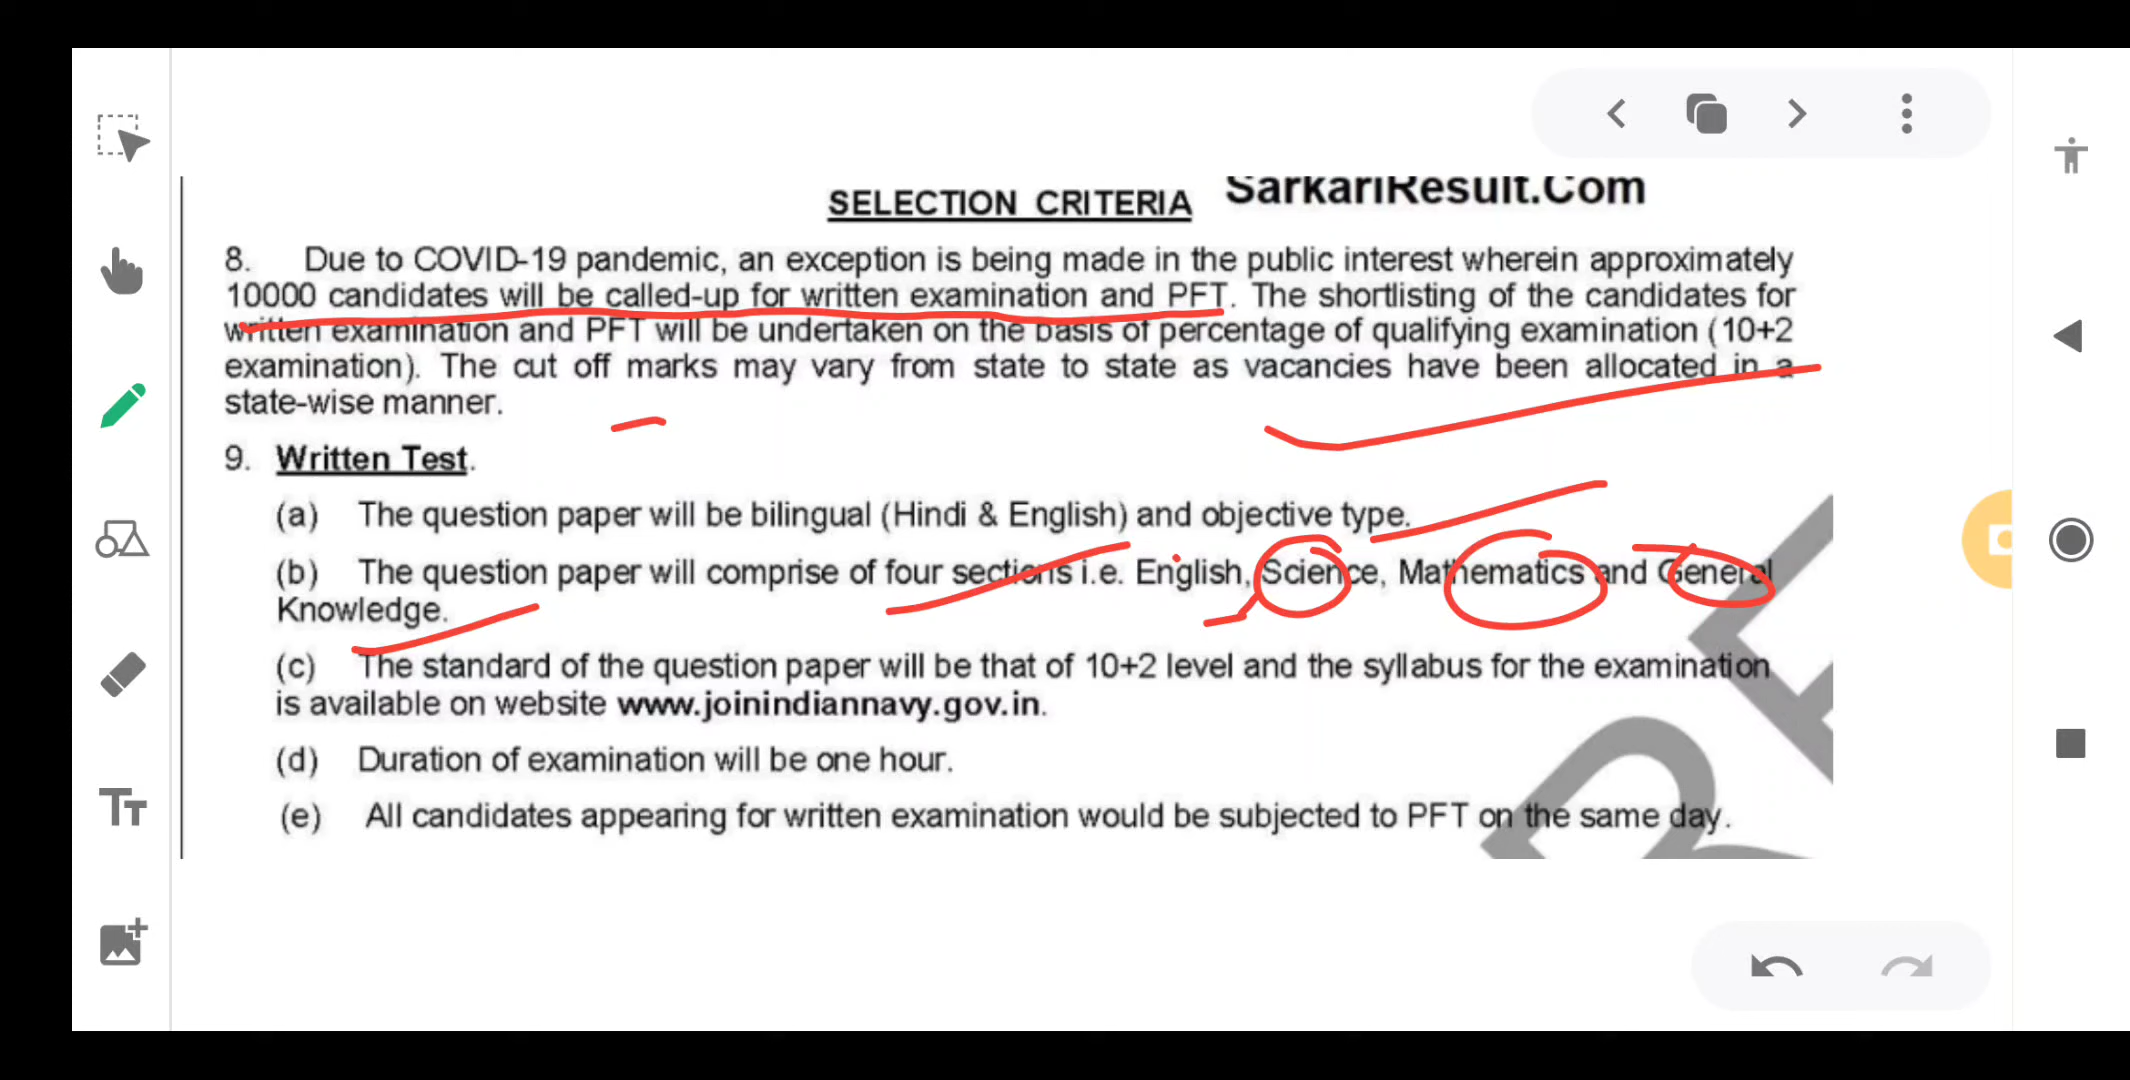 SELECTION CRITERIA SarkariResult.Com
8. Due to COVID-19 pandemic, an exception is being made in the public interest wherein approximately
10000 candidates will be called-up for written examination and PFT. The shortlisting of the candidates for
written examination and PFT will be undertaken on the basis of percentage of qualifying examination (10+2
examination). The cut off marks may vary from state to state as vacancies have been allocated in a
state-wise manner.
9. Written Test.
(a) The question paper will be bilingual (Hindi & English) and objective type.
(b) The question paper will comprise of four sections i.e. English, Science, Mathematics and General
Knowledge.
(c) The standard of the question paper will be that of 10+2 level and the syllabus for the examination
is available on website www.joinindiannavy.gov.in.
(d) Duration of examination will be one hour.
(e) All candidates appearing for written examination would be subjected to PFT on the same day.
Tт